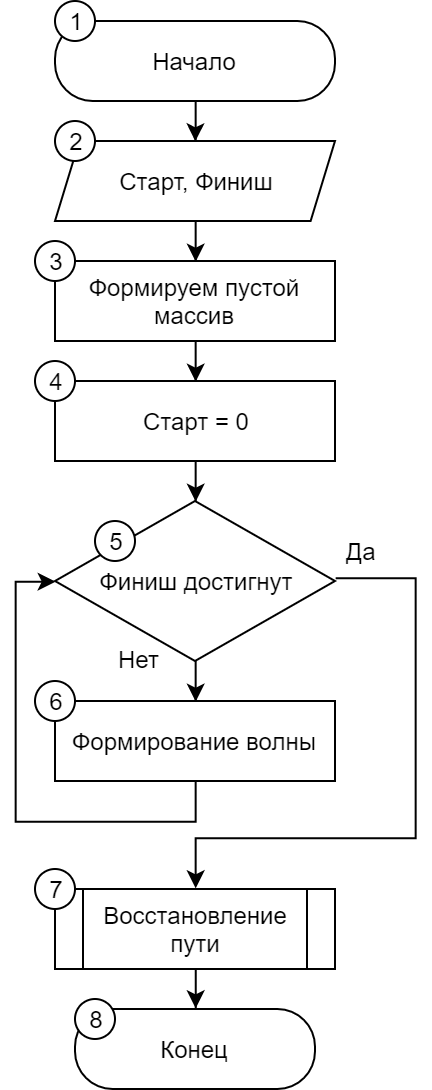 1
Начало
2
Старт, Финиш
3
Формируем пустой
массив
4
Старт = 0
5
Финиш достигнут
Да
Нет
6
Формирование волны
7
Восстановление
пути
8
Конец